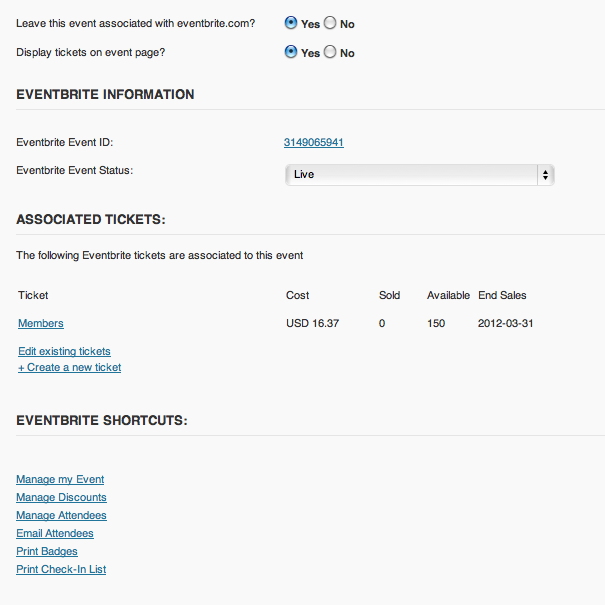 Leave this event associated with eventbrite.com? Yes No
Display tickets on event page? Yes No
EVENTBRITE INFORMATION
Eventbrite Event ID: 3149065941
Eventbrite Event Status: Live
ASSOCIATED TICKETS:
The following Eventbrite tickets are associated to this event
Ticket Cost Sold Available End Sales
Members USD 16.37 0 150 2012-03-31
Edit existing tickets
+ Create a new ticket
EVENTBRITE SHORTCUTS:
Manage my Event
Manage Discounts
Manage Attendees
Email Attendees
Print Badges
Print Check-In List